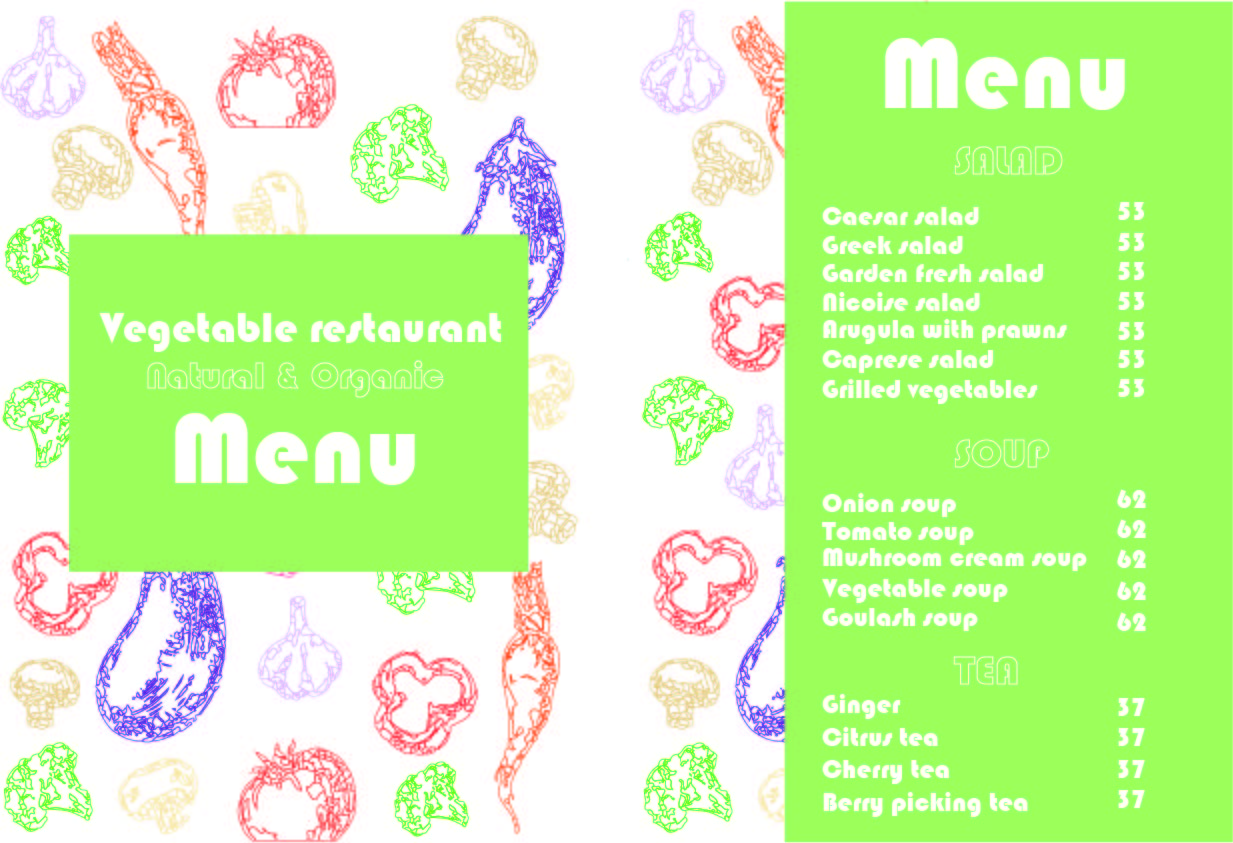 Vegetable restaurant
Natural & Organic
Menu
Menu
SALAD
Caesar salad 53
Greek salad 53
Garden fresh salad 53
Nicoise salad 53
Arugula with prawns 53
Caprese salad 53
Grilled vegetables 53
SOUP
Onion soup 62
Tomato soup 62
Mushroom cream soup 62
Vegetable soup 62
Goulash soup 62
TEA
Ginger 37
Citrus tea 37
Cherry tea 37
Berry picking tea 37